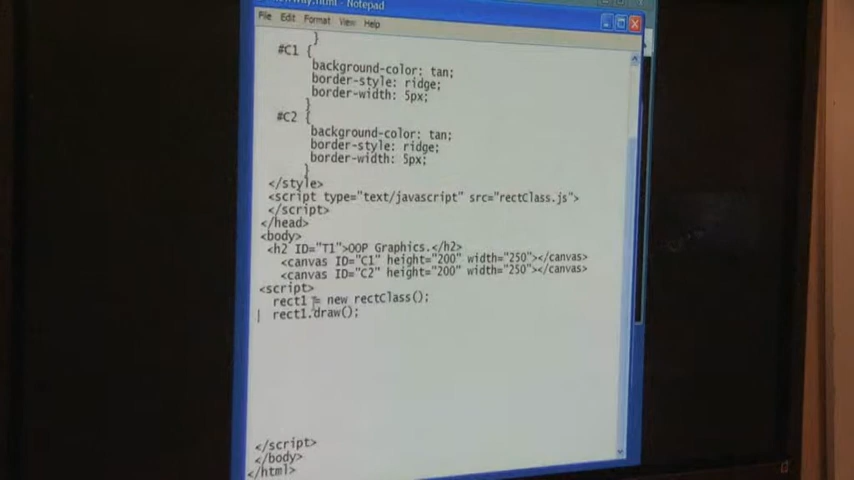 .html - Notepad
File Edit Format View Help
}
#C1 {
background-color: tan;
border-style: ridge;
border-width: 5px;
}
#C2 {
background-color: tan;
border-style: ridge;
border-width: 5px;
}
</style>
<script type="text/javascript" src="rectClass.js">
</script>
</head>
<body>
<h2 ID="T1">OOP Graphics.</h2>
<canvas ID="C1" height="200" width="250"></canvas>
<canvas ID="C2" height="200" width="250"></canvas>
<script>
rect1 = new rectClass();
rect1.draw();
</script>
</body>
</html>